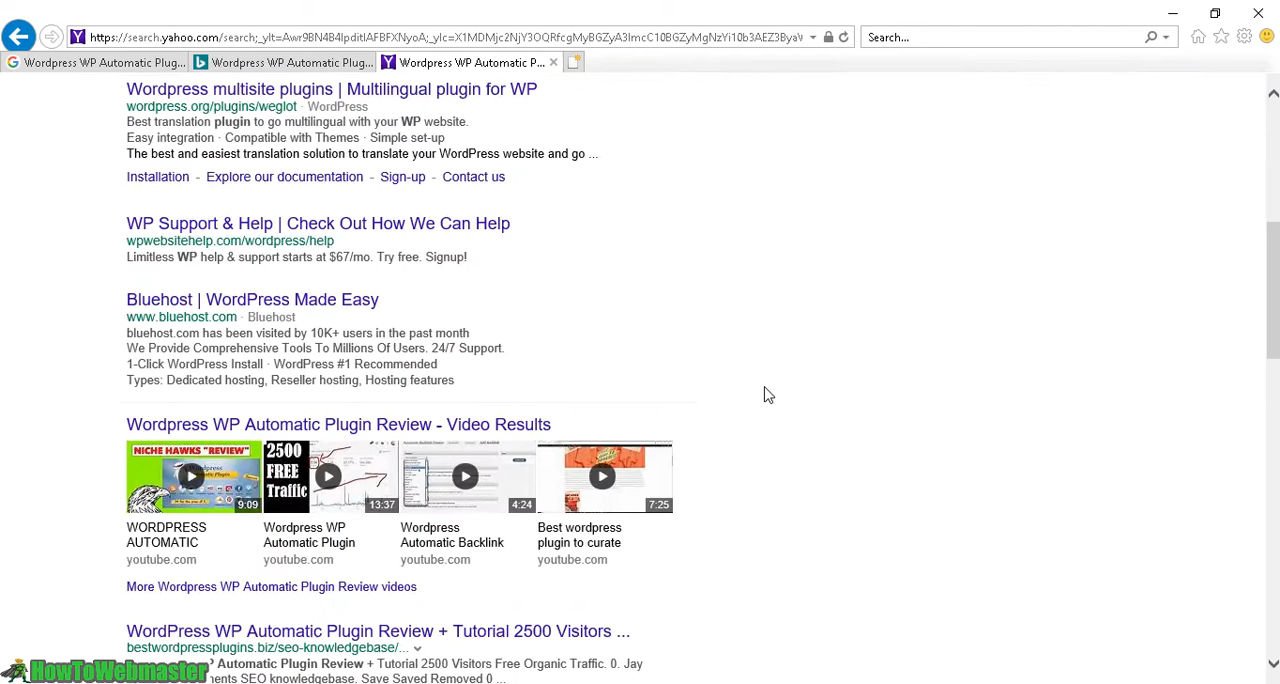 https://search.yahoo.com/search;_ylt=Awr9BN4B4lpditIAFBFXNyoA;_ylc=X1MDMjc2NjY3OQRfcgMyBGZyA3lmcC10BGZyMgNzYi10b3AEZ3ByaV
Search...
Wordpress WP Automatic Plug...
Wordpress WP Automatic Plug...
Wordpress WP Automatic P...
Wordpress multisite plugins | Multilingual plugin for WP
wordpress.org/plugins/weglot · WordPress
Best translation plugin to go multilingual with your WP website.
Easy integration · Compatible with Themes · Simple set-up
The best and easiest translation solution to translate your WordPress website and go ...
Installation - Explore our documentation - Sign-up - Contact us
WP Support & Help | Check Out How We Can Help
wpwebsitehelp.com/wordpress/help
Limitless WP help & support starts at $67/mo. Try free. Signup!
Bluehost | WordPress Made Easy
www.bluehost.com · Bluehost
bluehost.com has been visited by 10K+ users in the past month
We Provide Comprehensive Tools To Millions Of Users. 24/7 Support.
1-Click WordPress Install · WordPress #1 Recommended
Types: Dedicated hosting, Reseller hosting, Hosting features
Wordpress WP Automatic Plugin Review - Video Results
NICHE HAWKS "REVIEW"
2500
FREE
Traffic
9:09
13:37
4:24
7:25
WORDPRESS AUTOMATIC
youtube.com
Wordpress WP Automatic Plugin
youtube.com
Wordpress Automatic Backlink
youtube.com
Best wordpress plugin to curate
youtube.com
More Wordpress WP Automatic Plugin Review videos
WordPress WP Automatic Plugin Review + Tutorial 2500 Visitors ...
bestwordpressplugins.biz/seo-knowledgebase/...
P Automatic Plugin Review + Tutorial 2500 Visitors Free Organic Traffic. 0. Jay
ments SEO knowledgebase. Save Saved Removed 0 ...
HowToWebmaster